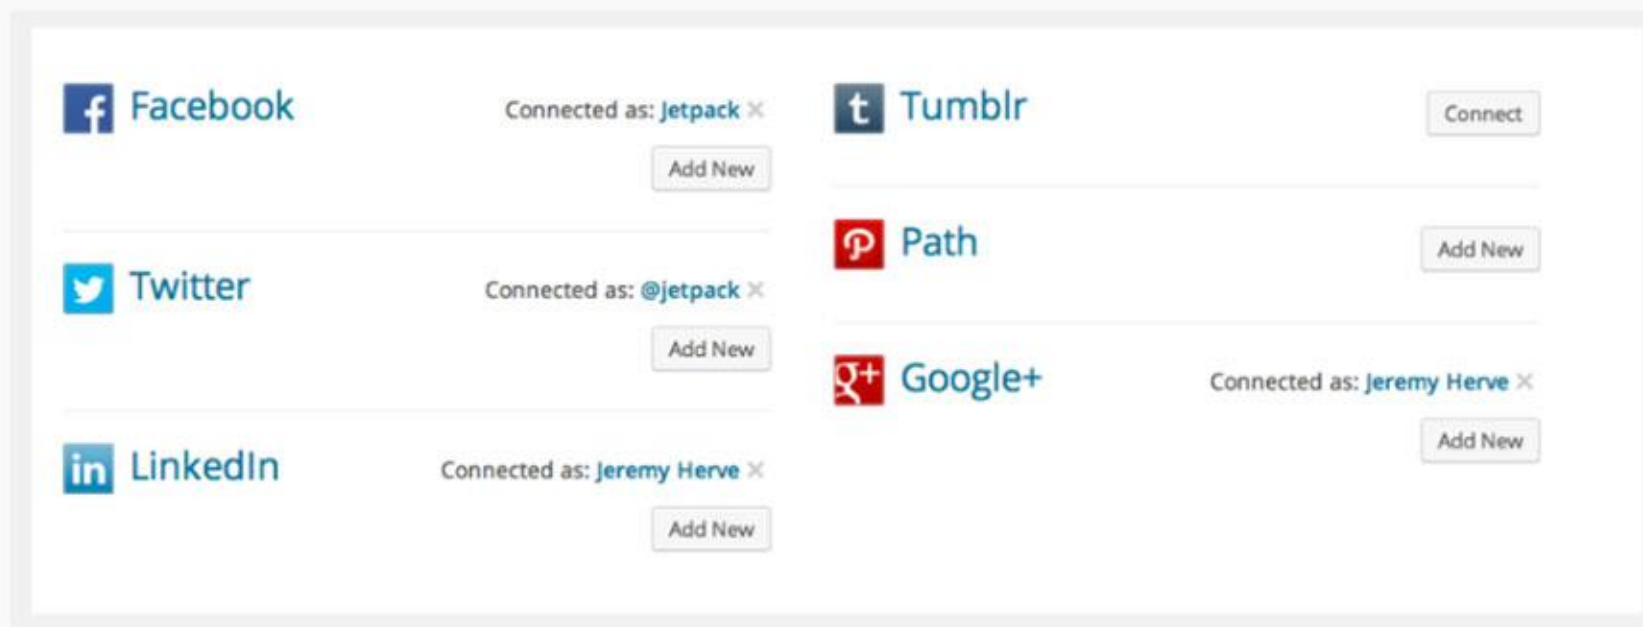 Facebook Connected as: Jetpack ×
Add New
Twitter Connected as: @jetpack ×
Add New
LinkedIn Connected as: Jeremy Herve ×
Add New
Tumblr Connect
Path Add New
Google+ Connected as: Jeremy Herve ×
Add New